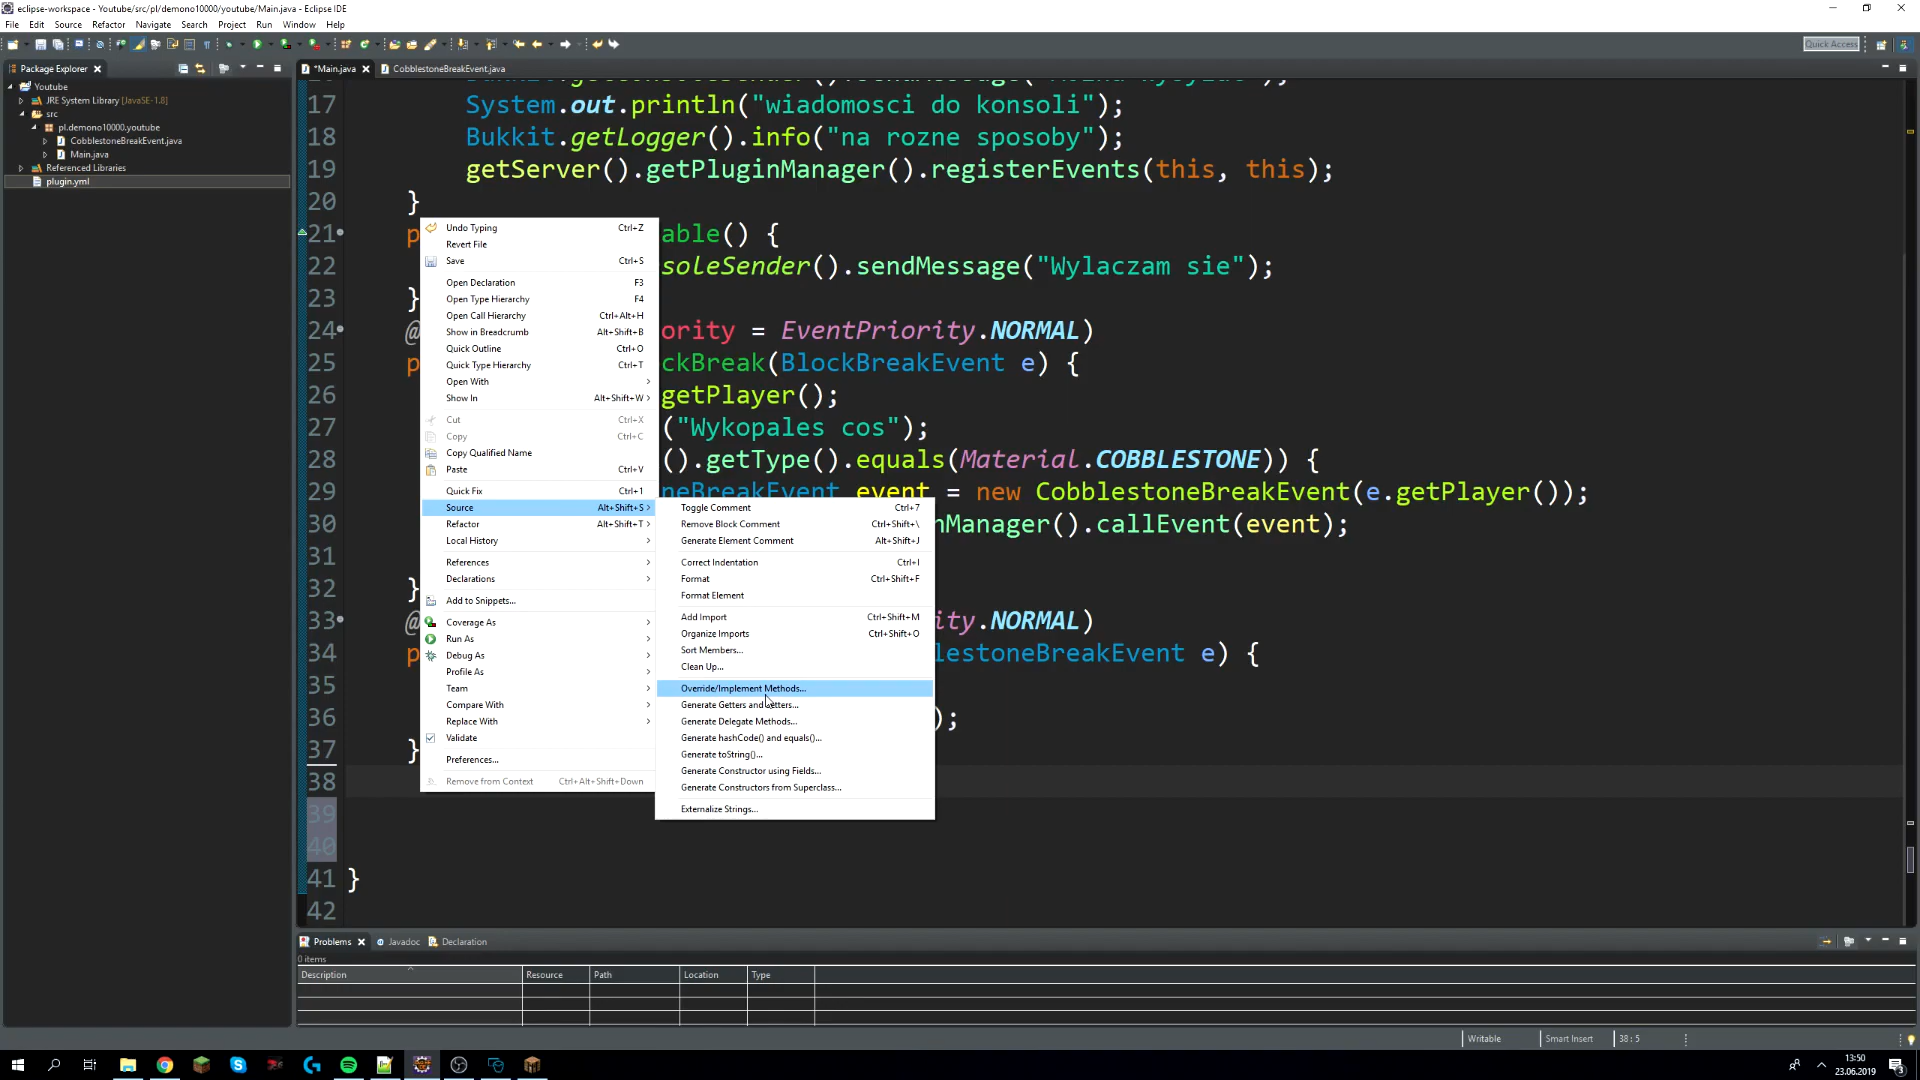 eclipse-workspace - Youtube/src/pl/demono10000/youtube/Main.java - Eclipse IDE
File Edit Source Refactor Navigate Search Project Run Window Help
Quick Access
Package Explorer
*Main.java CobblestoneBreakEvent.java
Youtube
JRE System Library [JavaSE-1.8]
src
pl.demono10000.youtube
CobblestoneBreakEvent.java
Main.java
Referenced Libraries
plugin.yml
17 System.out.println("wiadomosci do konsoli");
18 Bukkit.getLogger().info("na rozne sposoby");
19 getServer().getPluginManager().registerEvents(this, this);
20 }
21 p able() {
22 soleSender().sendMessage("Wylaczam sie");
23 }
24 @ ority = EventPriority.NORMAL)
25 p ckBreak(BlockBreakEvent e) {
26 getPlayer();
27 ("Wykopales cos");
28 ().getType().equals(Material.COBBLESTONE)) {
29 neBreakEvent event = new CobblestoneBreakEvent(e.getPlayer());
30 nManager().callEvent(event);
31
32 }
33 @ ity.NORMAL)
34 p lestoneBreakEvent e) {
35
36 );
37 }
38
39
40
41 }
42
Undo Typing Ctrl+Z
Revert File
Save Ctrl+S
Open Declaration F3
Open Type Hierarchy F4
Open Call Hierarchy Ctrl+Alt+H
Show in Breadcrumb Alt+Shift+B
Quick Outline Ctrl+O
Quick Type Hierarchy Ctrl+T
Open With
Show In Alt+Shift+W
Cut Ctrl+X
Copy Ctrl+C
Copy Qualified Name
Paste Ctrl+V
Quick Fix Ctrl+1
Source Alt+Shift+S
Refactor Alt+Shift+T
Local History
References
Declarations
Add to Snippets...
Coverage As
Run As
Debug As
Profile As
Team
Compare With
Replace With
Validate
Preferences...
Remove from Context Ctrl+Alt+Shift+Down
Toggle Comment Ctrl+7
Remove Block Comment Ctrl+Shift+\
Generate Element Comment Alt+Shift+J
Correct Indentation Ctrl+I
Format Ctrl+Shift+F
Format Element
Add Import Ctrl+Shift+M
Organize Imports Ctrl+Shift+O
Sort Members...
Clean Up...
Override/Implement Methods...
Generate Getters and Setters...
Generate Delegate Methods...
Generate hashCode() and equals()...
Generate toString()...
Generate Constructor using Fields...
Generate Constructors from Superclass...
Externalize Strings...
Problems Javadoc Declaration
0 items
Description Resource Path Location Type
Writable Smart Insert 38 : 5
13:50
23.06.2019
3